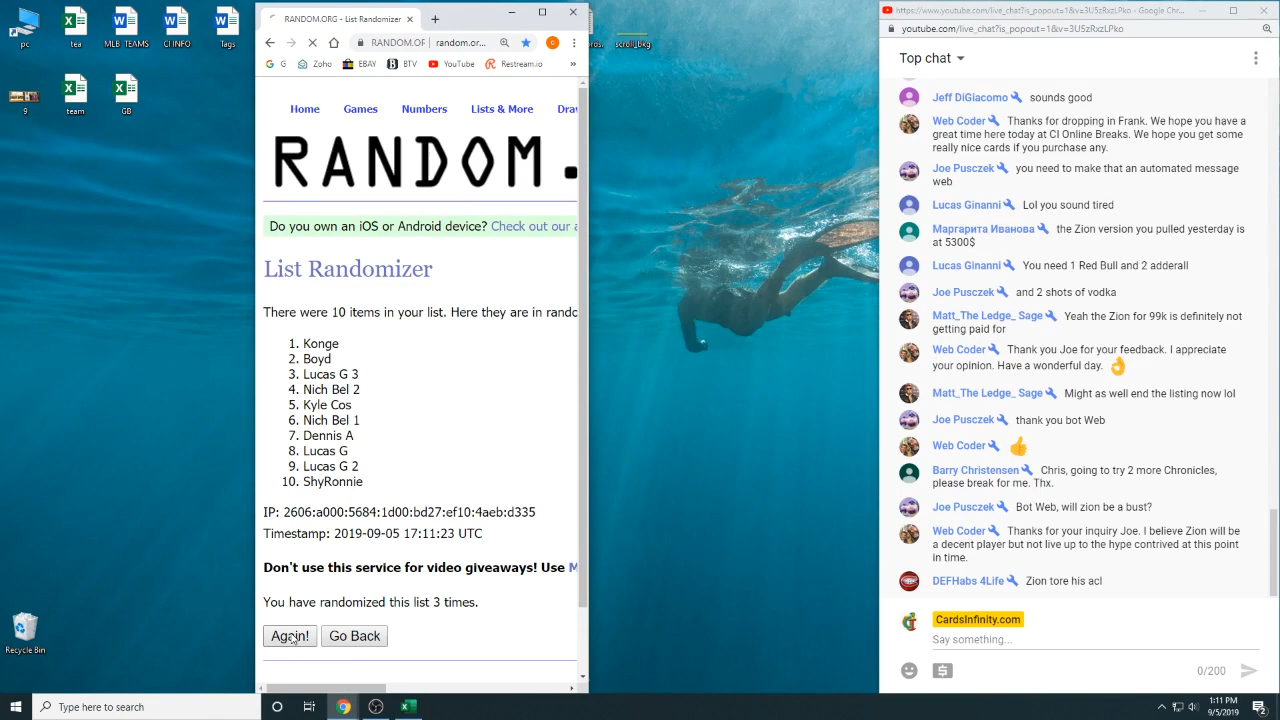 pc
tea
MLB_TEAMS
CI INFO
Tags
9
team
GB
Recycle Bin
RANDOM.ORG - List Randomizer
RANDOM.OF | random.or...
G
Zoho
EBAY
BTV
YouTube
Restream.io
»
Home Games Numbers Lists & More
RANDOM.
Do you own an iOS or Android device? Check out our a
List Randomizer
There were 10 items in your list. Here they are in rando
1. Konge
2. Boyd
3. Lucas G 3
4. Nich Bel 2
5. Kyle Cos
6. Nich Bel 1
7. Dennis A
8. Lucas G
9. Lucas G 2
10. ShyRonnie
IP: 2606:a000:5684:1d00:bd27:ef10:4aeb:d335
Timestamp: 2019-09-05 17:11:23 UTC
Don't use this service for video giveaways! Use M
You have randomized this list 3 times.
Again! Go Back
scroll_bkg
https://www.youtube.com/live_chat?is_popout=1&v=3U5zRxzLPko - Google Chr...
youtube.com/live_chat?is_popout=1&v=3U5zRxzLPko
Top chat
Jeff DiGiacomo sounds good
Web Coder Thanks for dropping in Frank. We hope you have a
great time here today at CI Online Breaks. We hope you get some
really nice cards if you purchase any.
Joe Pusczek you need to make that an automated message
web
Lucas Ginanni Lol you sound tired
Маргарита Иванова the Zion version you pulled yesterday is
at 5300$
Lucas Ginanni You need 1 Red Bull and 2 adderall
Joe Pusczek and 2 shots of vodka
Matt_The Ledge_ Sage Yeah the Zion for 99k is definitely not
getting paid for
Web Coder Thank you Joe for your feedback. I appreciate
your opinion. Have a wonderful day. 👌
Matt_The Ledge_ Sage Might as well end the listing now lol
Joe Pusczek thank you bot Web
Web Coder 👍
Barry Christensen Chris, going to try 2 more Chronicles,
please break for me. Thx.
Joe Pusczek Bot Web, will zion be a bust?
Web Coder Thanks for your inquiry Joe. I believe Zion will be
a decent player but not live up to the hype contrived at this point
in time.
DEFHabs 4Life Zion tore his acl
CardsInfinity.com
Say something...
0/200
Type here to search
1:11 PM
9/5/2019
2